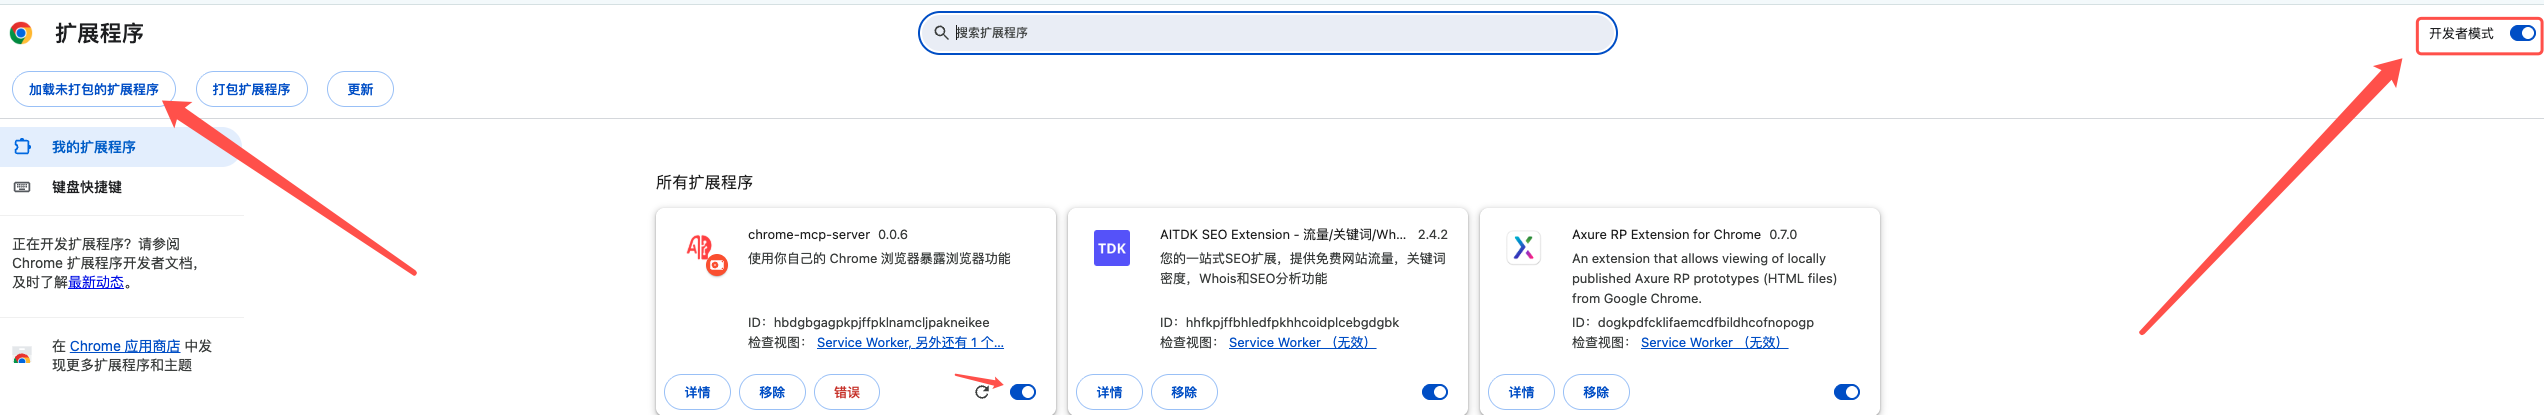 扩展程序
搜索扩展程序
开发者模式
加载未打包的扩展程序
打包扩展程序
更新
我的扩展程序
键盘快捷键
正在开发扩展程序？请参阅
Chrome 扩展程序开发者文档，
及时了解最新动态。
在 Chrome 应用商店 中发
现更多扩展程序和主题
所有扩展程序
chrome-mcp-server 0.0.6
使用你自己的 Chrome 浏览器暴露浏览器功能
ID：hbdgbgagpkpjffpklnamcljpakneikee
检查视图： Service Worker, 另外还有 1 个...
详情
移除
错误
TDK
AITDK SEO Extension - 流量/关键词/Wh... 2.4.2
您的一站式SEO扩展，提供免费网站流量，关键词
密度，Whois和SEO分析功能
ID：hhfkpjffbhledfpkhhcoidplcebgdgbk
检查视图： Service Worker （无效）
详情
移除
Axure RP Extension for Chrome 0.7.0
An extension that allows viewing of locally
published Axure RP prototypes (HTML files)
from Google Chrome.
ID：dogkpdfcklifaemcdfbildhcofnopogp
检查视图： Service Worker （无效）
详情
移除